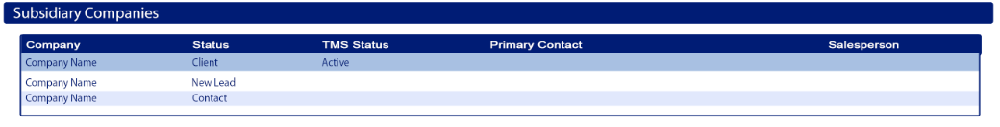 Subsidiary Companies
Company Status TMS Status Primary Contact Salesperson
Company Name Client Active
Company Name New Lead
Company Name Contact